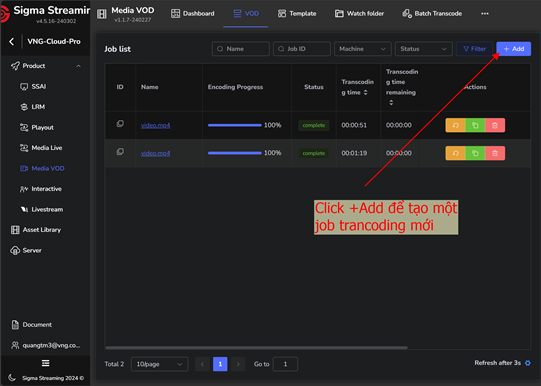 Sigma Streamin
v4.5.16-240302
Media VOD
v1.1.7-240227
Dashboard
VOD
Template
Watch folder
Batch Transcode
VNG-Cloud-Pro
Product
SSAI
LRM
Playout
Media Live
Media VOD
Interactive
Livestream
Asset Library
Server
Document
quangtm3@vng.co...
Sigma Streaming 2024 ©
Job list
Name
Job ID
Machine
Status
Filter
+ Add
ID
Name
Encoding Progress
Status
Transcodin
g time
Transcodin
g time
remaining
Actions
video.mp4
100%
complete
00:00:51
00:00:00
video.mp4
100%
complete
00:01:19
00:00:00
Click +Add để tạo một
job trancoding mới
Total 2
10/page
1
Go to
1
Refresh after 9s